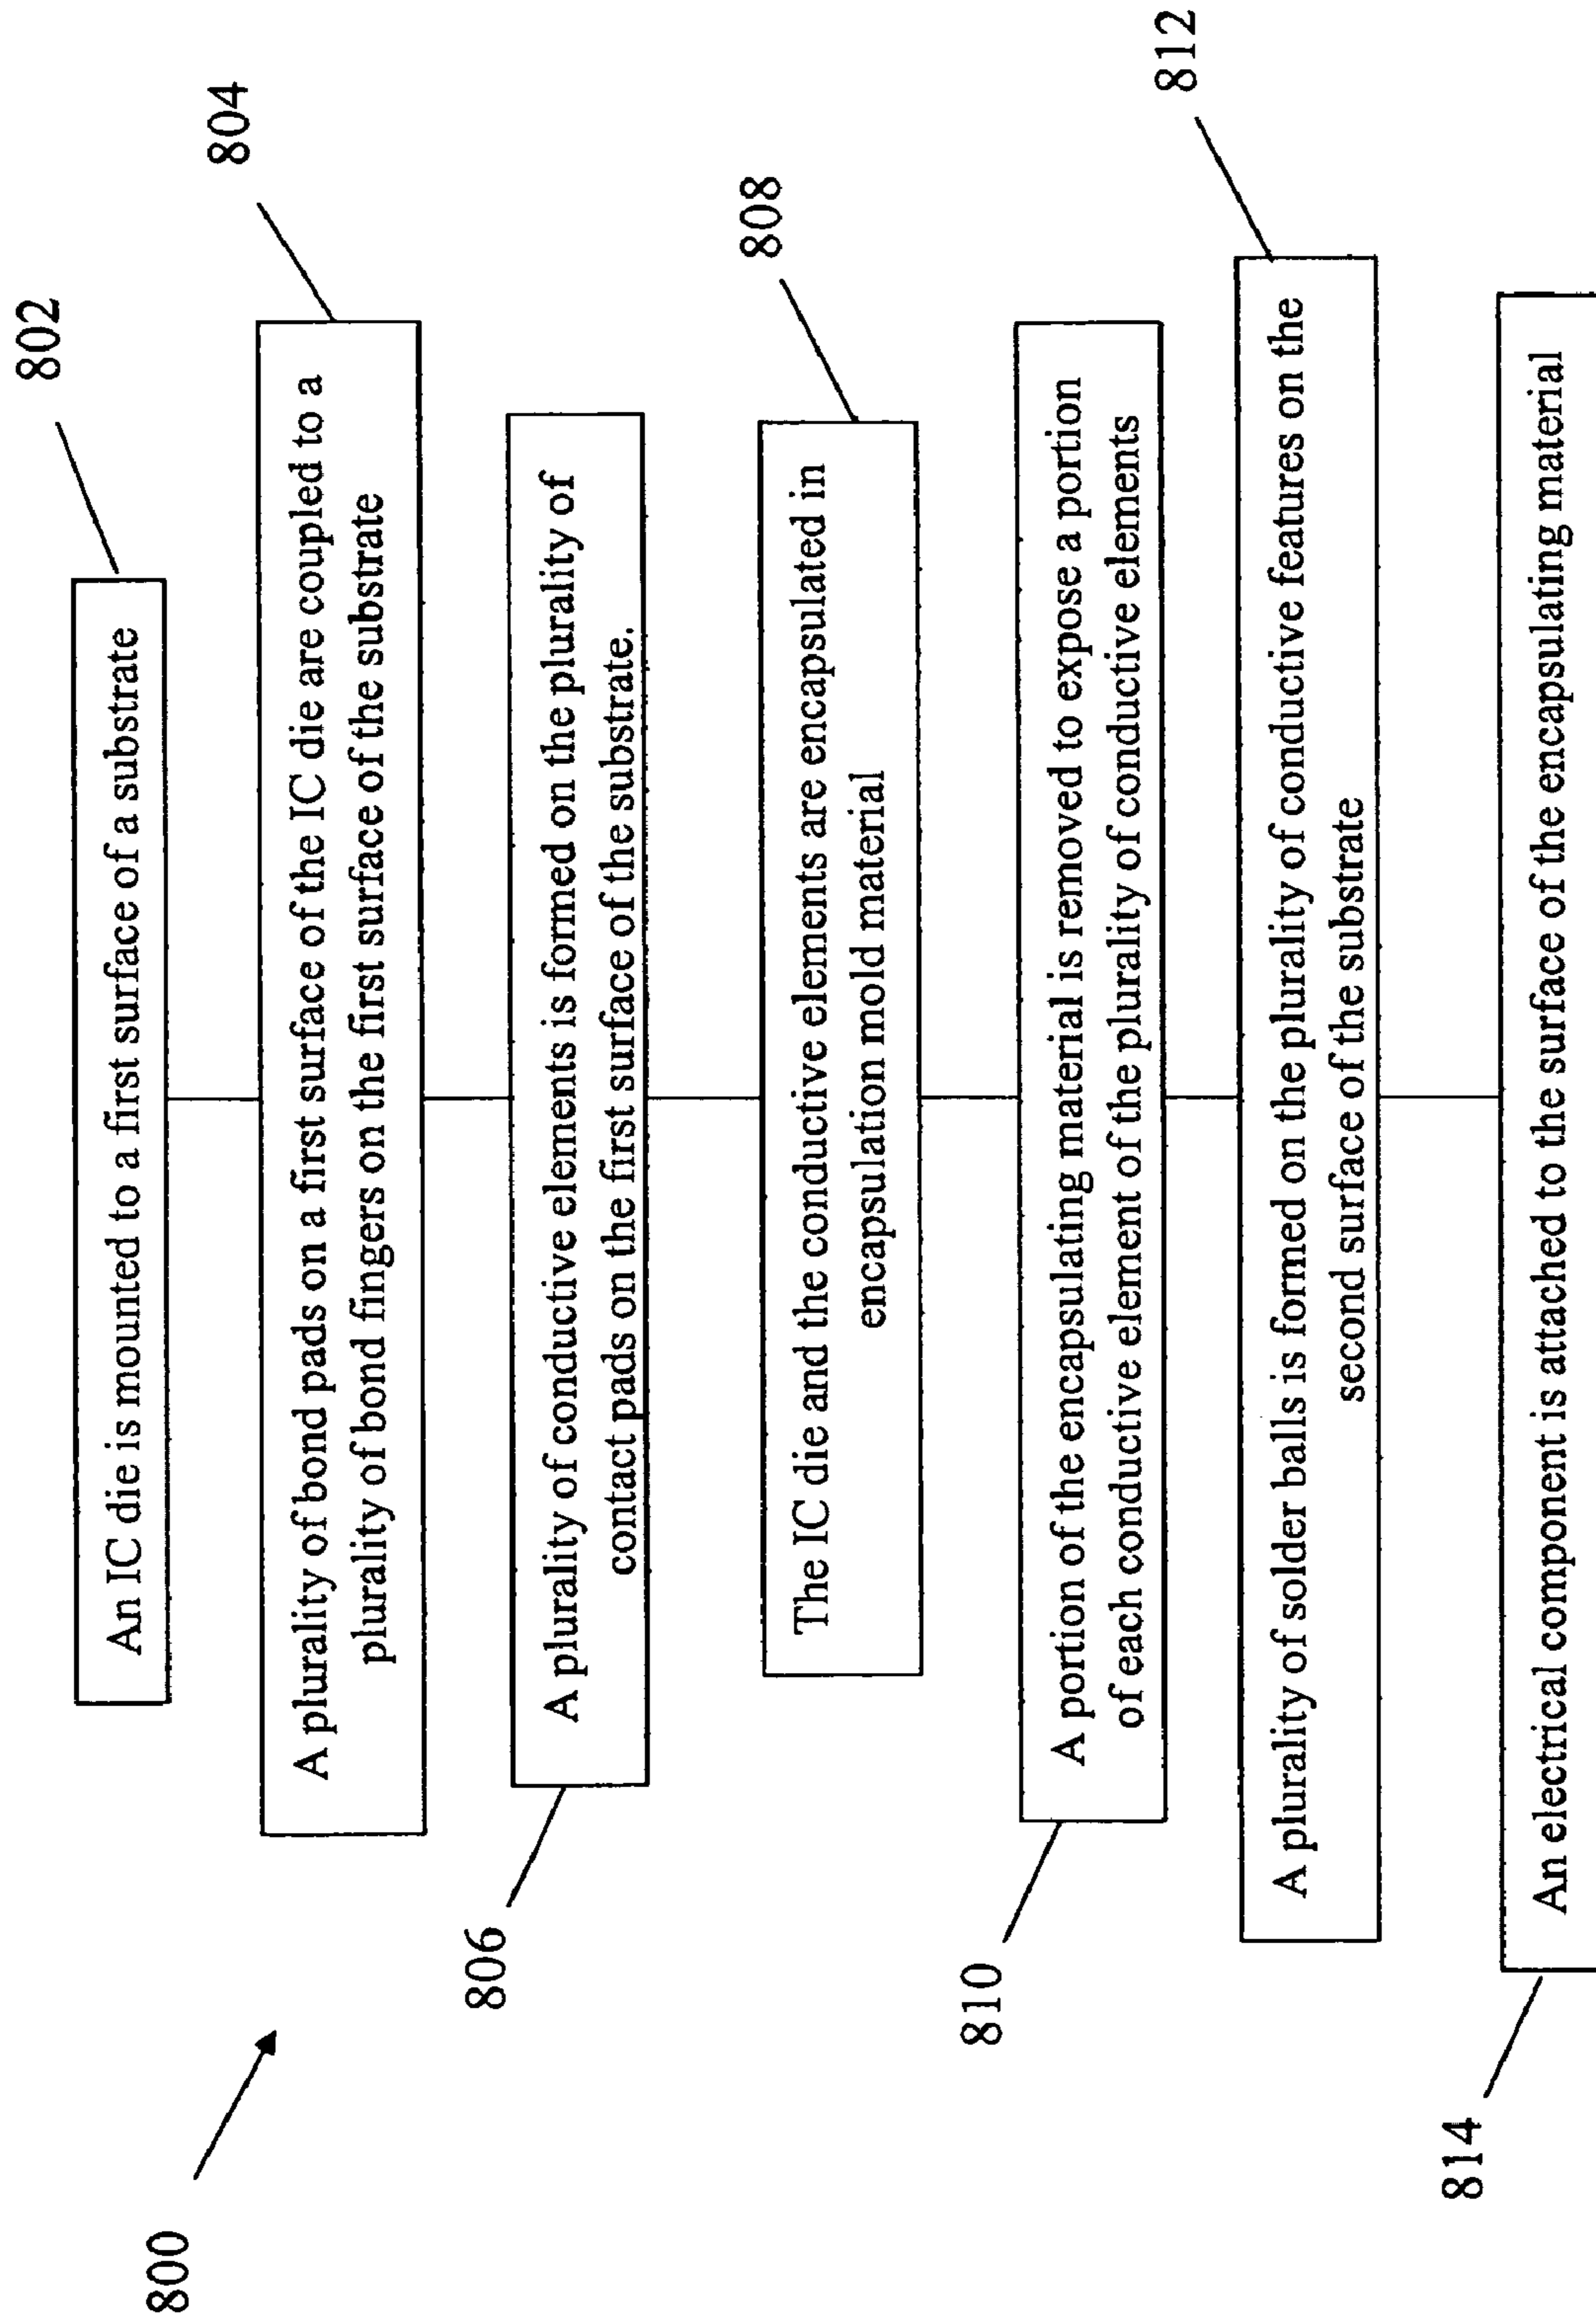 800
802
An IC die is mounted to a first surface of a substrate
804
A plurality of bond pads on a first surface of the IC die are coupled to a
plurality of bond fingers on the first surface of the substrate
806
A plurality of conductive elements is formed on the plurality of
contact pads on the first surface of the substrate.
808
The IC die and the conductive elements are encapsulated in
encapsulation mold material
810
A portion of the encapsulating material is removed to expose a portion
of each conductive element of the plurality of conductive elements
812
A plurality of solder balls is formed on the plurality of conductive features on the
second surface of the substrate
814
An electrical component is attached to the surface of the encapsulating material